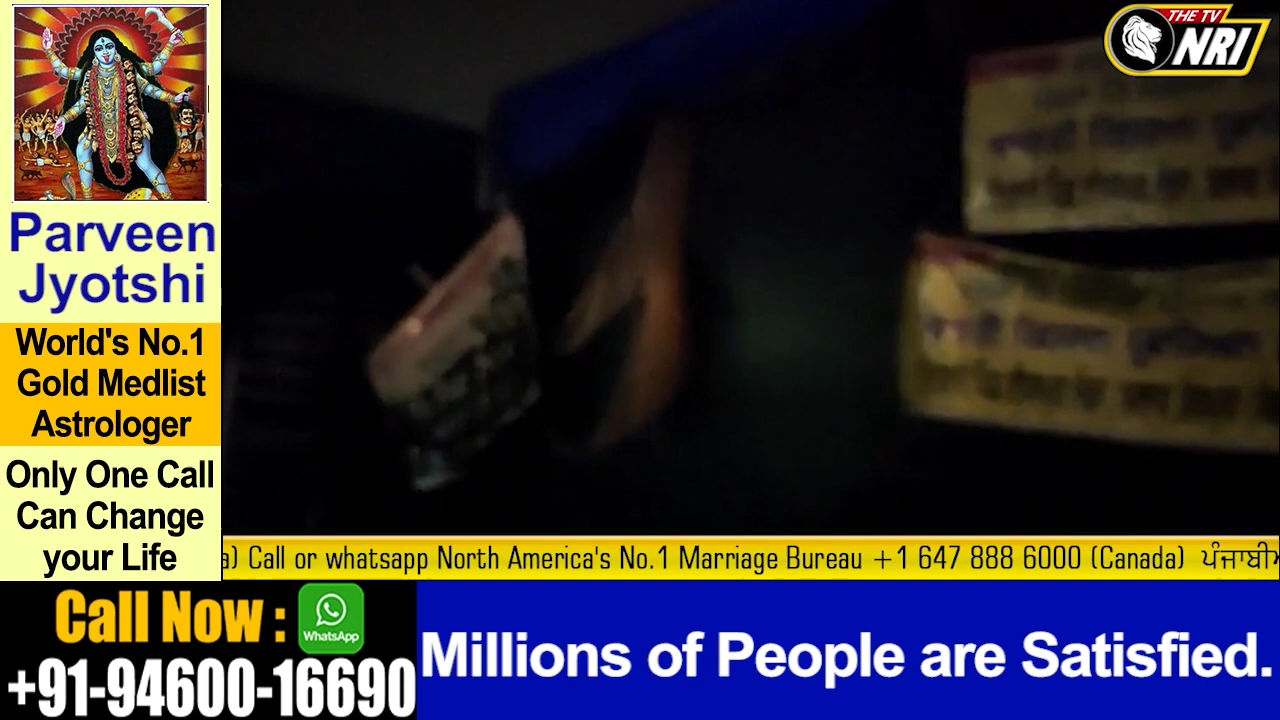 THE TV
NRI
Parveen
Jyotshi
World's No.1
Gold Medlist
Astrologer
Only One Call
Can Change
your Life
a) Call or whatsapp North America's No.1 Marriage Bureau +1 647 888 6000 (Canada) ਪੰਜਾਬੀ
Call Now :
WhatsApp
+91-94600-16690
Millions of People are Satisfied.